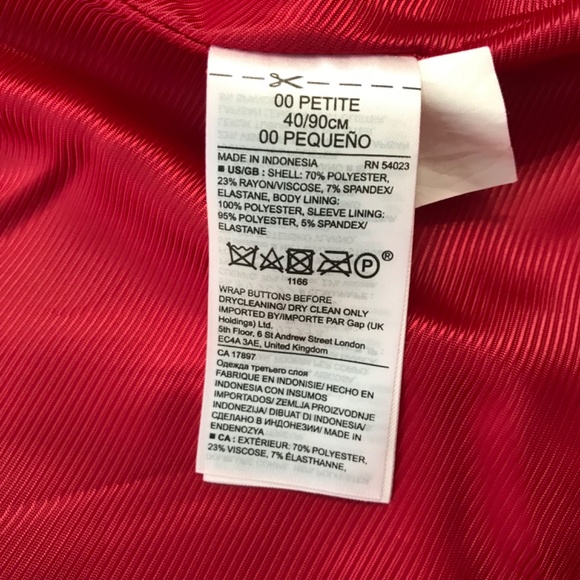 00 PETITE
40/90CM
00 PEQUEÑO
MADE IN INDONESIA RN 54023
■ US/GB : SHELL: 70% POLYESTER,
23% RAYON/VISCOSE, 7% SPANDEX/
ELASTANE, BODY LINING:
100% POLYESTER, SLEEVE LINING:
95% POLYESTER, 5% SPANDEX/
ELASTANE
P®
1166
WRAP BUTTONS BEFORE
DRYCLEANING/ DRY CLEAN ONLY
IMPORTED BY/IMPORTE PAR Gap (UK
Holdings) Ltd.
5th Floor, 6 St Andrew Street London
EC4A 3AE, United Kingdom
CA 17897
Одежда третьего слоя
FABRIQUE EN INDONISIE/ HECHO EN
INDONESIA CON INSUMOS
IMPORTADOS/ ZEMLJA PROIZVODNJE
INDONEZIJA/ DIBUAT DI INDONESIA/
СДЕЛАНО В ИНДОНЕЗИИ/ MADE IN
ENDENOZYA
■ CA : EXTÉRIEUR: 70% POLYESTER,
23% VISCOSE, 7% ÉLASTHANNE,